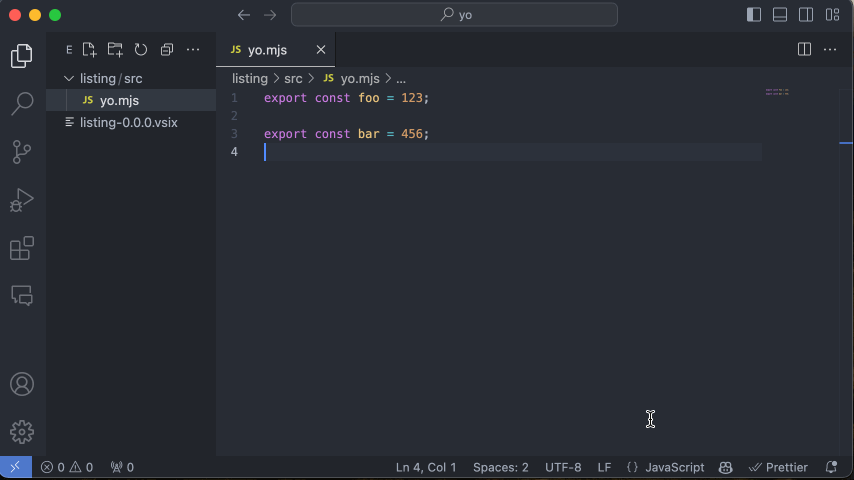 yo
E
JS yo.mjs
listing / src
JS yo.mjs
listing-0.0.0.vsix
listing > src > JS yo.mjs > ...
1 export const foo = 123;
2
3 export const bar = 456;
4
0 0 0 Ln 4, Col 1 Spaces: 2 UTF-8 LF {} JavaScript Prettier